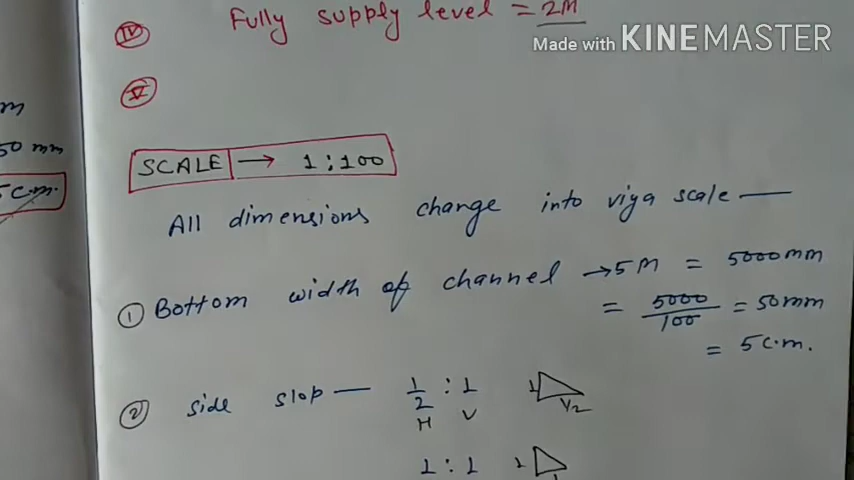 IV Fully supply level = 2M
Made with KINEMASTER
V
m
50 mm
5 c.m.
SCALE → 1:100
All dimensions change into viya scale —
① Bottom width of channel → 5M = 5000mm
= 5000/100 = 50mm
= 5c.m.
② side slop — 1/2 : 1 1 1/2
H V
1 : 1 1 1